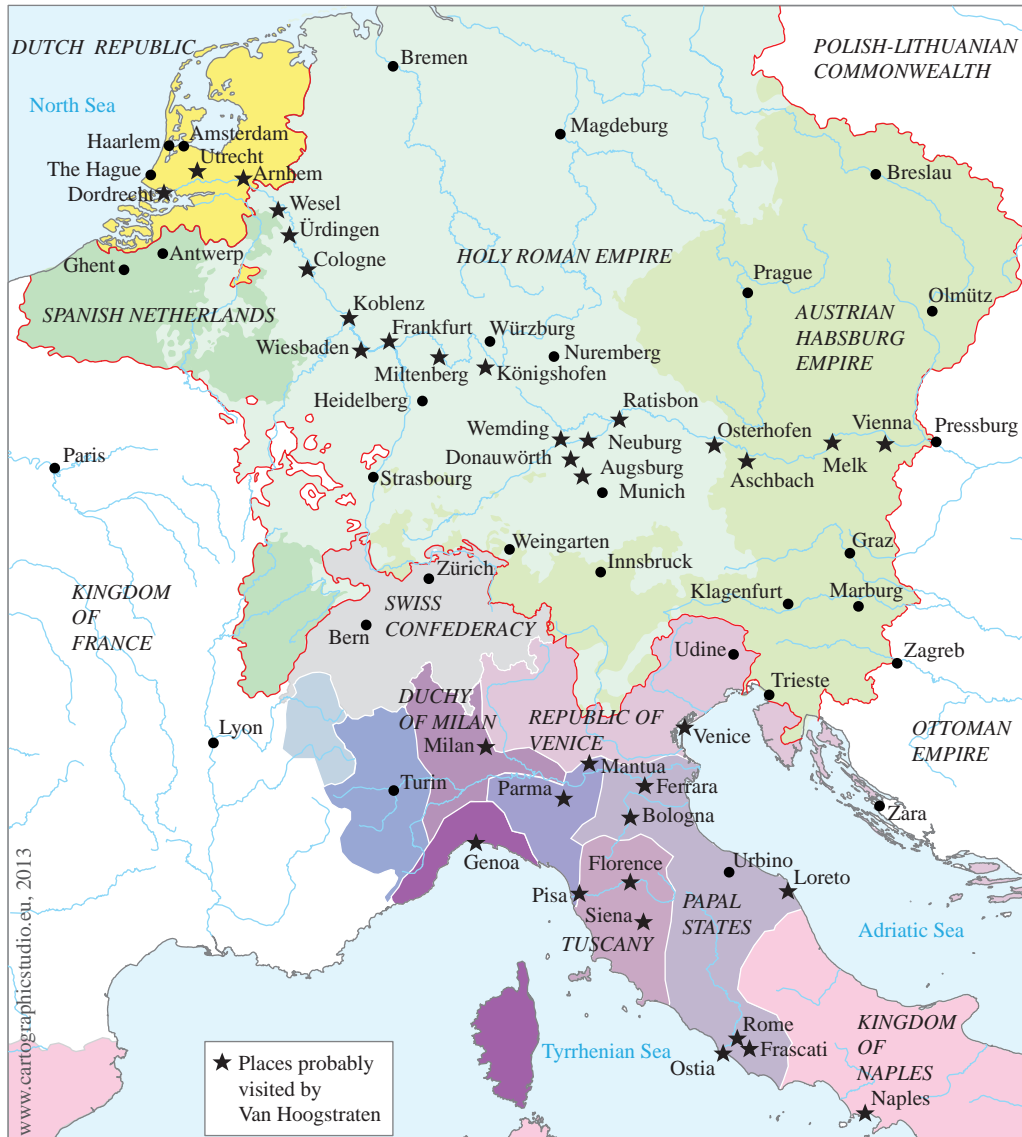 DUTCH REPUBLIC
POLISH-LITHUANIAN
COMMONWEALTH
Bremen
North Sea
Magdeburg
Haarlem
Amsterdam
Utrecht
The Hague
Arnhem
Dordrecht
Breslau
Wesel
Ürdingen
Cologne
Antwerp
Ghent
HOLY ROMAN EMPIRE
Prague
Olmütz
SPANISH NETHERLANDS
Koblenz
AUSTRIAN
HABSBURG
EMPIRE
Frankfurt
Würzburg
Wiesbaden
Nuremberg
Miltenberg
Königshofen
Heidelberg
Ratisbon
Wemding
Neuburg
Osterhofen
Vienna
Pressburg
Donauwörth
Augsburg
Melk
Aschbach
Paris
Strasbourg
Munich
Weingarten
Graz
Innsbruck
Zürich
KINGDOM
OF
FRANCE
SWISS
CONFEDERACY
Klagenfurt
Marburg
Bern
Udine
Zagreb
Trieste
DUCHY
OF MILAN
REPUBLIC OF
VENICE
Lyon
Milan
Venice
OTTOMAN
EMPIRE
Mantua
Turin
Parma
Ferrara
Bologna
Zara
Genoa
Florence
Urbino
Loreto
Pisa
Siena
PAPAL
STATES
TUSCANY
Adriatic Sea
Tyrrhenian Sea
Rome
Frascati
Ostia
KINGDOM
OF
NAPLES
Naples
Places probably
visited by
Van Hoogstraten
www.cartographicstudio.eu, 2013